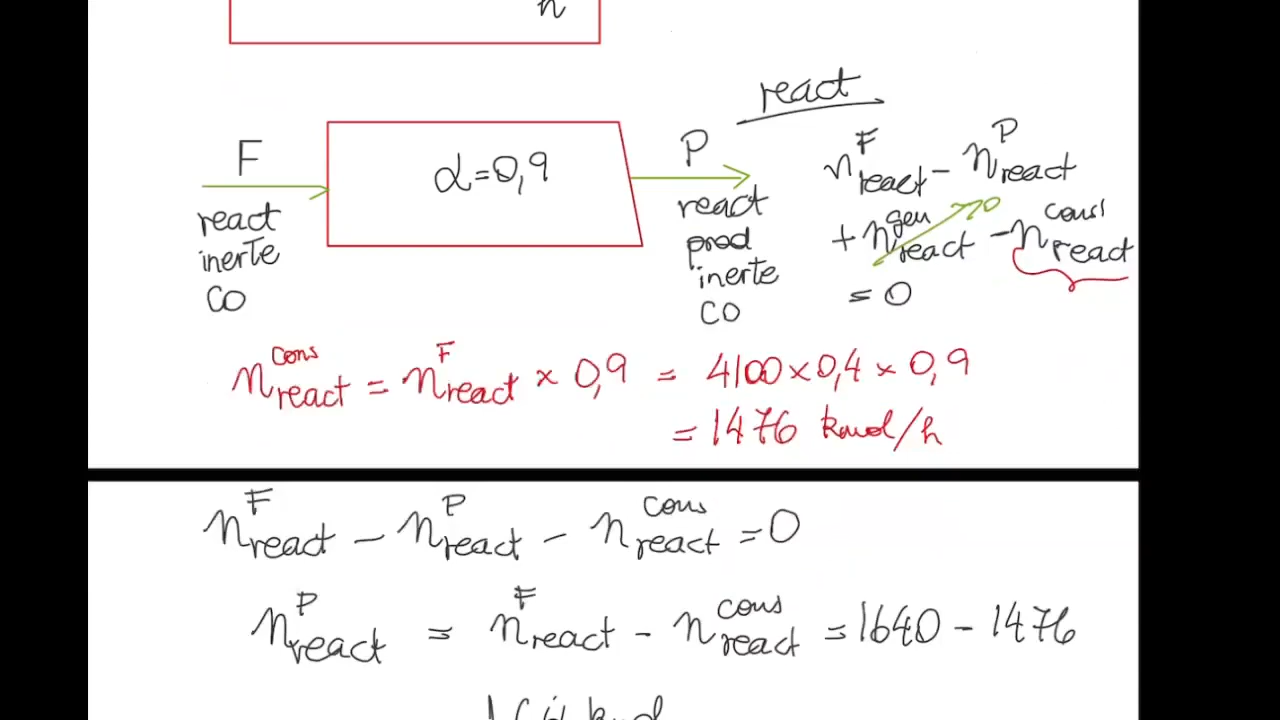 n
react
F
α=0,9
P
n^F_react - n^P_react
+ n^gen_react →0 - n^cons_react
= 0
react
inerte
CO
react
prod
inerte
CO
n^cons_react = n^F_react × 0,9 = 4100×0,4×0,9
= 1476 kmol/h
n^F_react - n^P_react - n^cons_react = 0
n^P_react = n^F_react - n^cons_react = 1640 - 1476